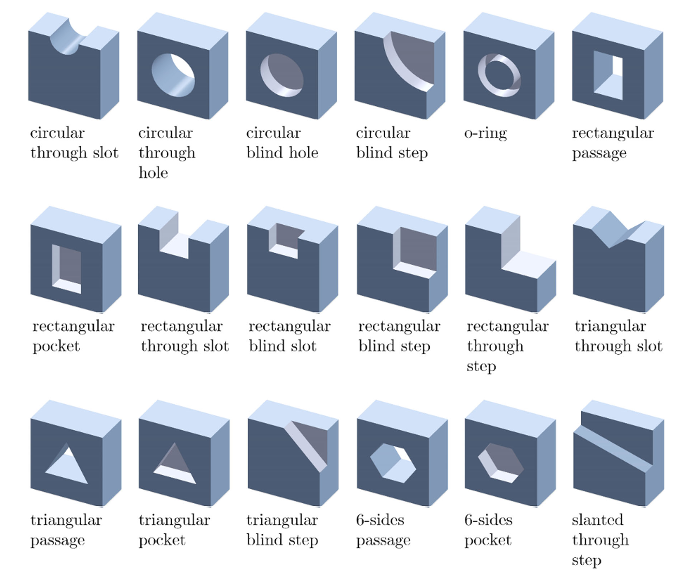 circular
through slot
circular
through
hole
circular
blind hole
circular
blind step
o-ring
rectangular
passage
rectangular
pocket
rectangular
through slot
rectangular
blind slot
rectangular
blind step
rectangular
through
step
triangular
through slot
triangular
passage
triangular
pocket
triangular
blind step
6-sides
passage
6-sides
pocket
slanted
through
step